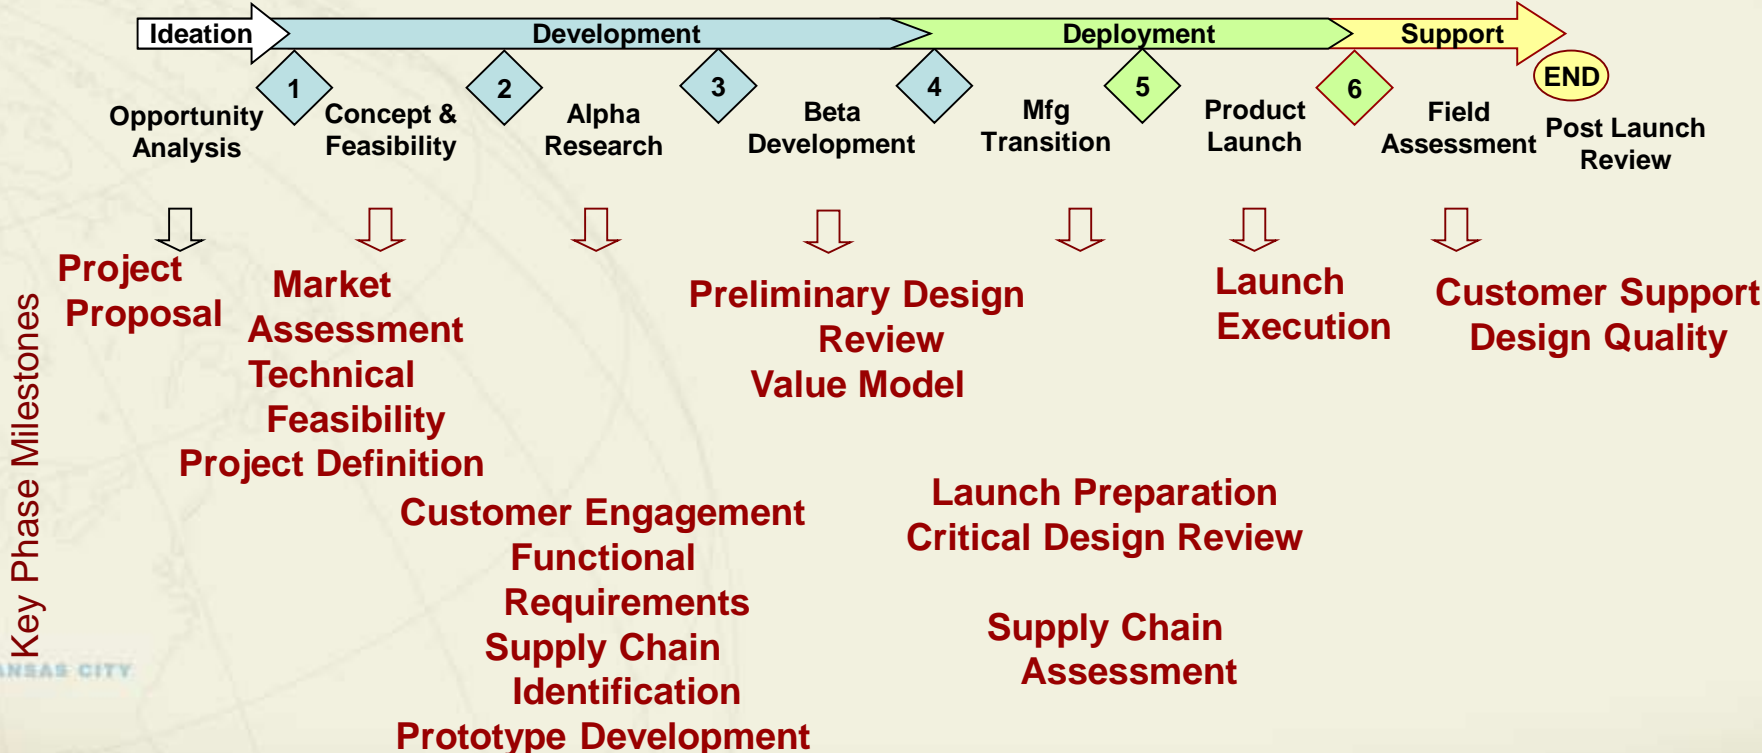 Ideation
Development
Deployment
Support
1
2
3
4
5
6
END
Opportunity
Analysis
Concept &
Feasibility
Alpha
Research
Beta
Development
Mfg
Transition
Product
Launch
Field
Assessment
Post Launch
Review
Key Phase Milestones
Project
Proposal
Market
Assessment
Technical
Feasibility
Project Definition
Customer Engagement
Functional
Requirements
Supply Chain
Identification
Prototype Development
Preliminary Design
Review
Value Model
Launch Preparation
Critical Design Review
Supply Chain
Assessment
Launch
Execution
Customer Support
Design Quality
ANSAS CITY